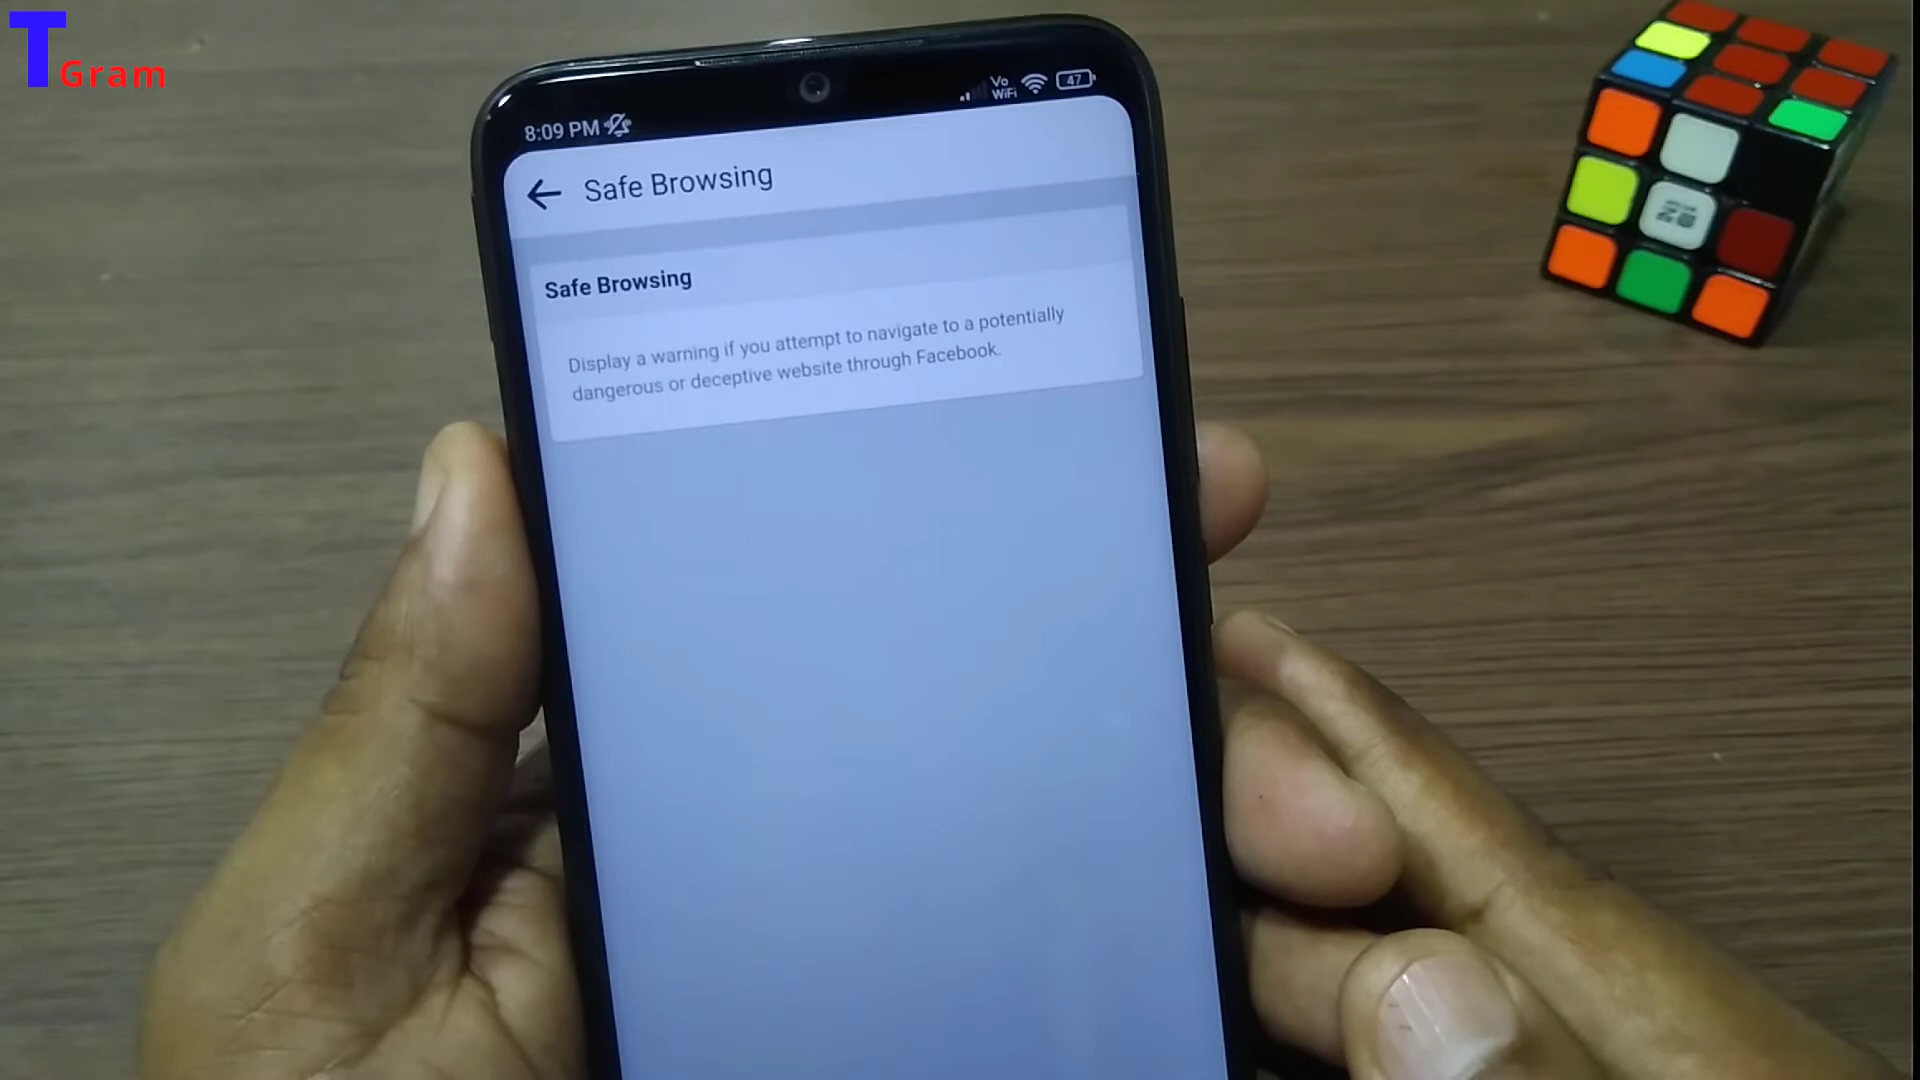 T
Gram
8:09 PM
Vo
WiFi
47
Safe Browsing
Safe Browsing
Display a warning if you attempt to navigate to a potentially
dangerous or deceptive website through Facebook.